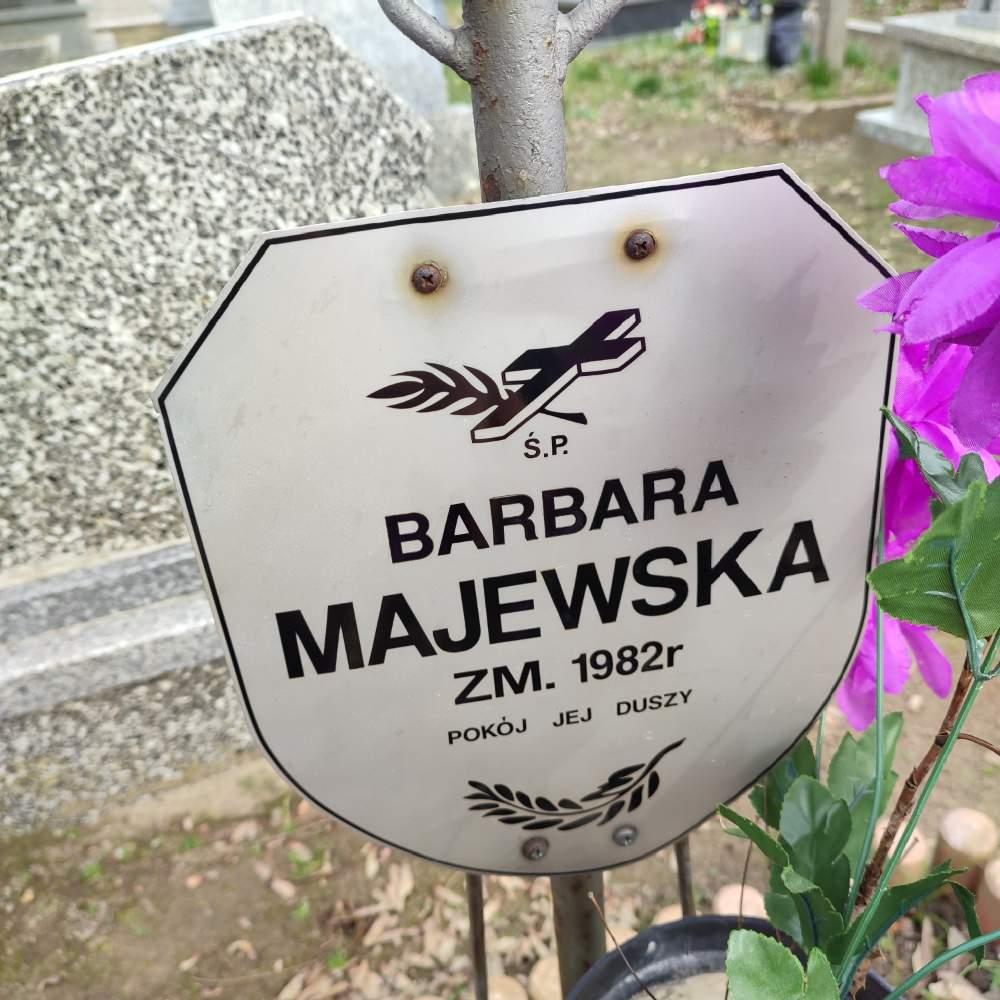 Ś.P.
BARBARA
MAJEWSKA
ZM. 1982r
POKÓJ JEJ DUSZY